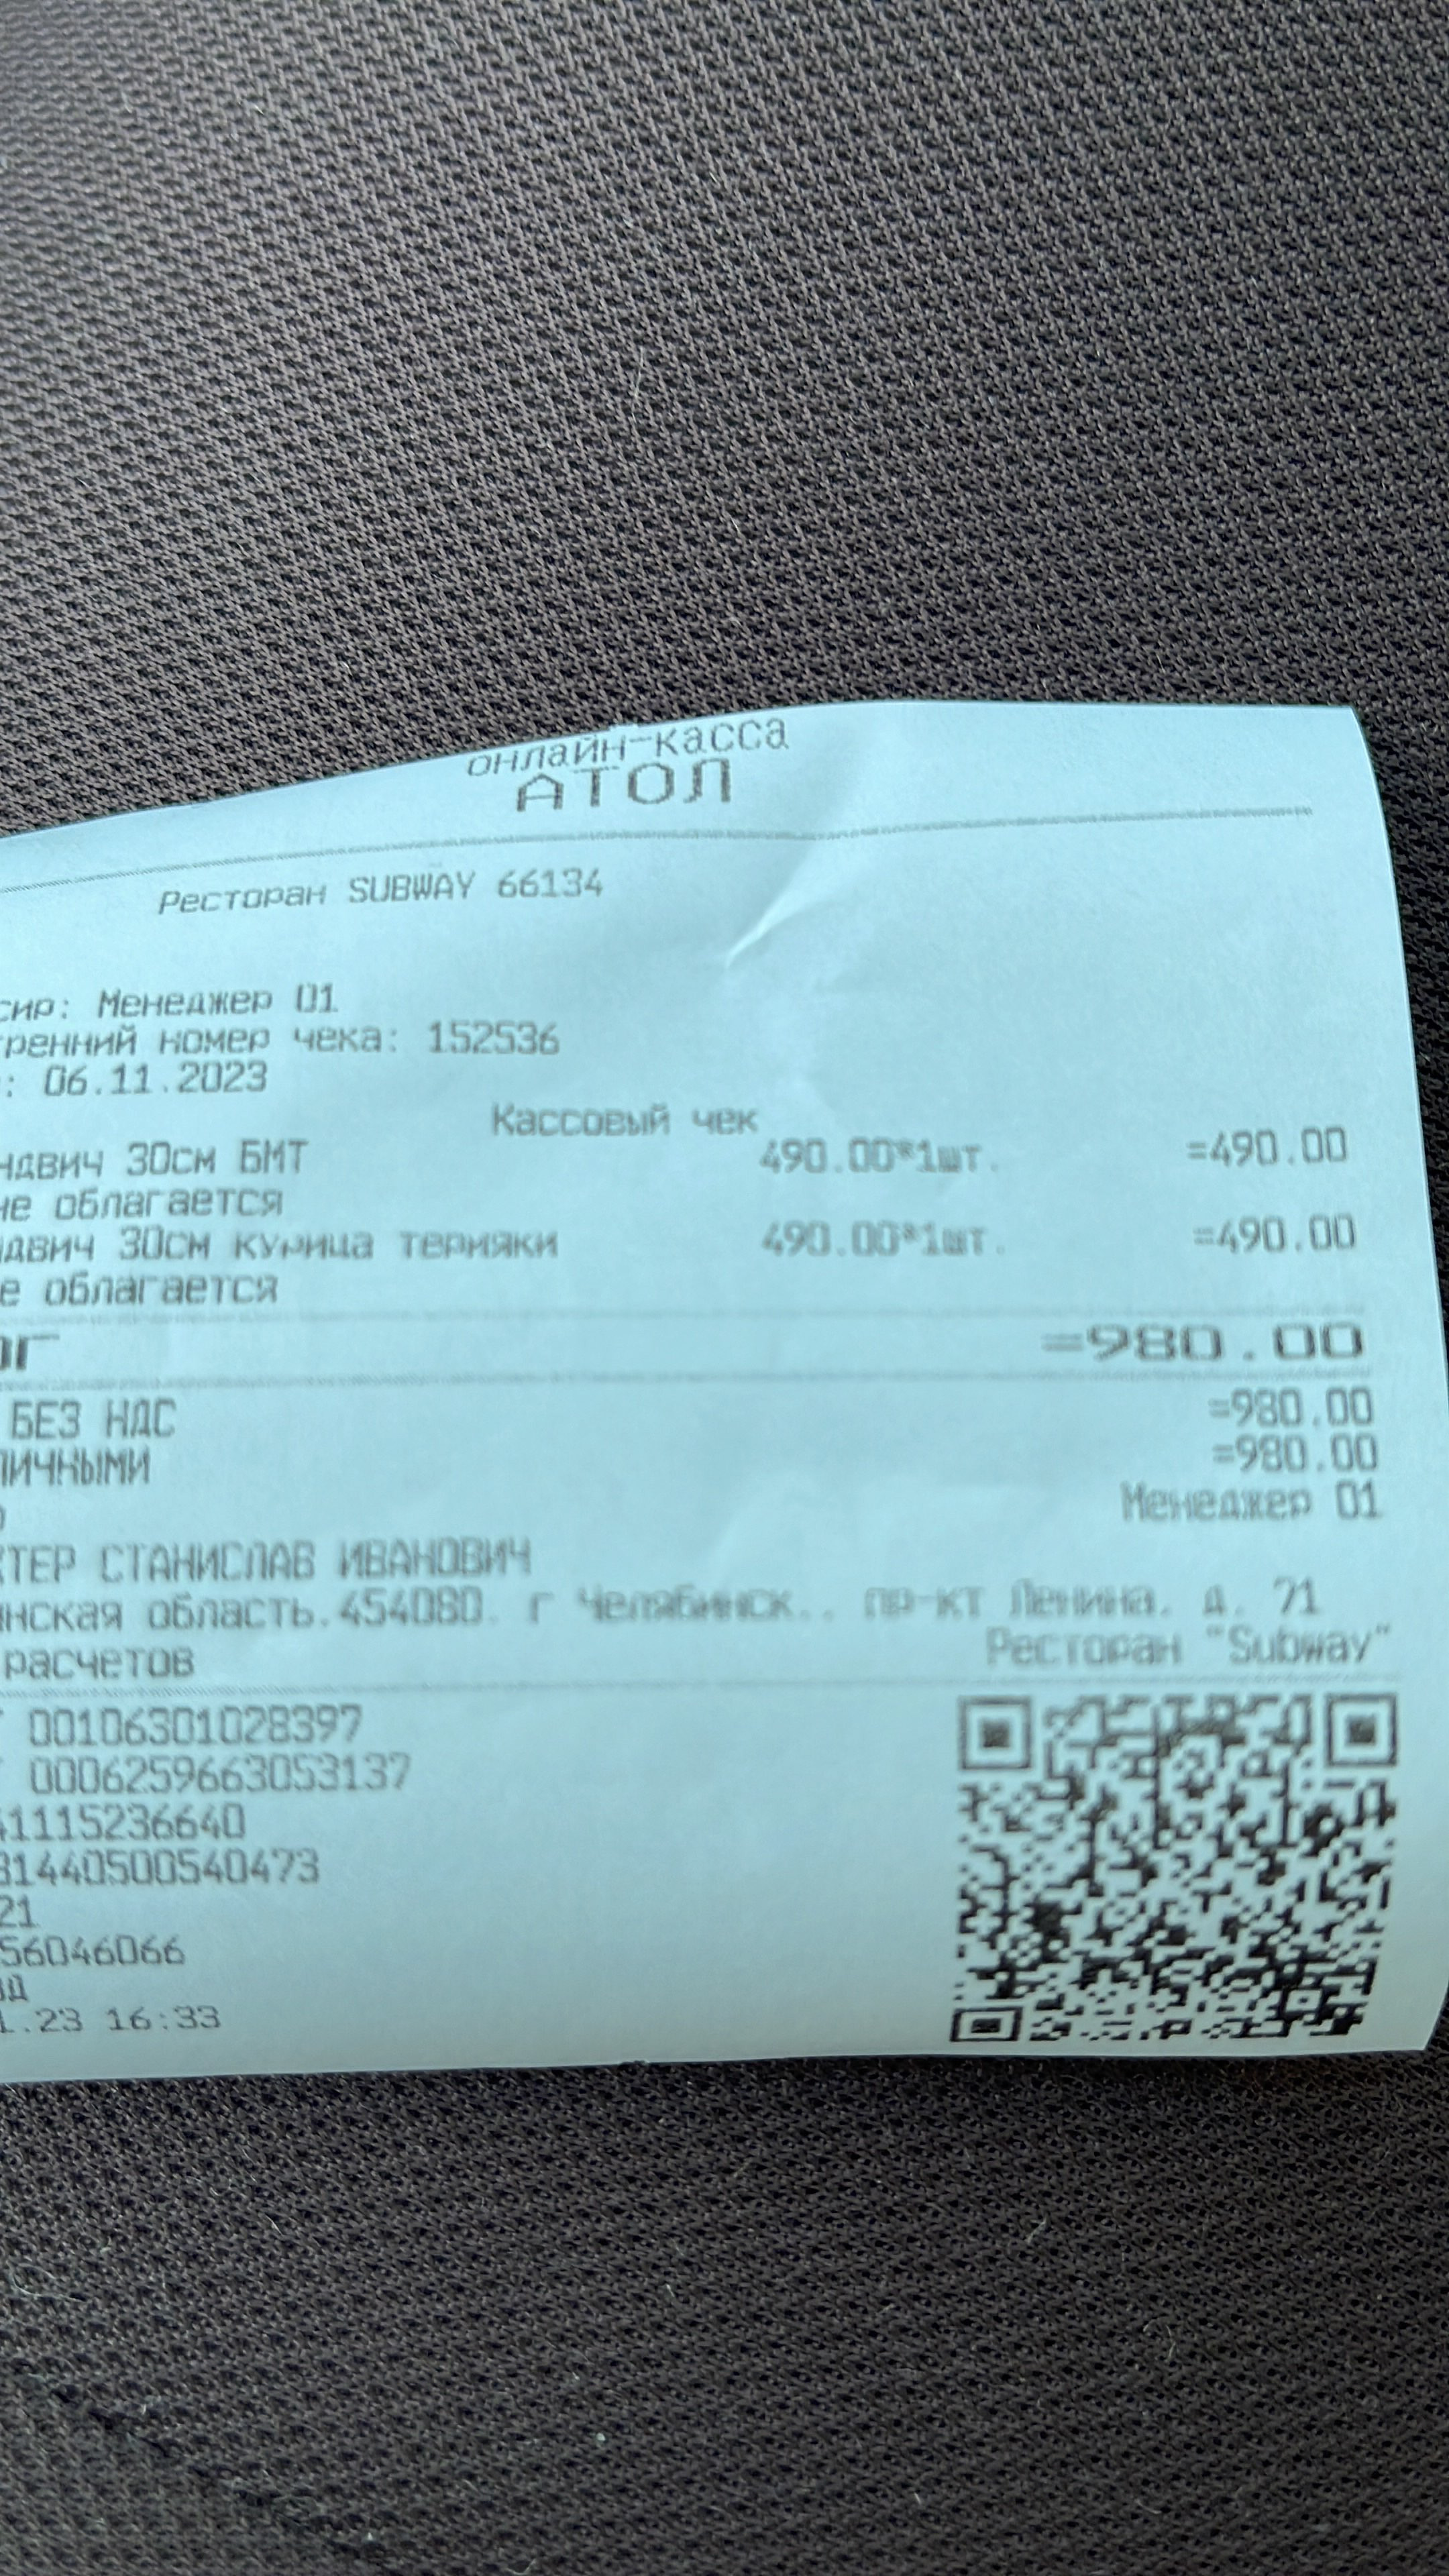 онлайн-касса
АТОЛ
Ресторан SUBWAY 66134
сир: Менеджер 01
тренний номер чека: 152536
: 06.11.2023
Кассовый чек
ндвич 30см БМТ 490.00*1шт. =490.00
не облагается
ндвич 30см курица терияки 490.00*1шт. =490.00
е облагается
ОГ =980.00
БЕЗ НДС =980.00
ЛИЧНЫМИ =980.00
Менеджер 01
ХТЕР СТАНИСЛАВ ИВАНОВИЧ
нская область.454080. г Челябинск.. пр-кт Ленина. д. 71
расчетов Ресторан "Subway"
00106301028397
0006259663053137
41115236640
31440500540473
21
56046066
1.23 16:33